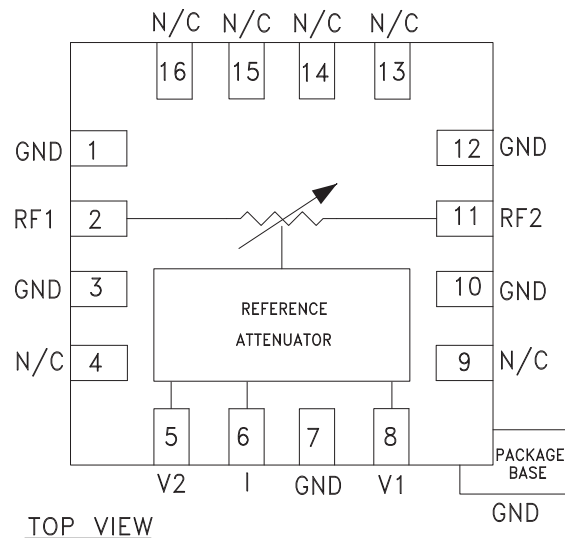 N/C N/C N/C N/C
16 15 14 13
GND 1
12 GND
RF1 2
11 RF2
GND 3
10 GND
N/C 4
9 N/C
REFERENCE
ATTENUATOR
5 6 7 8
V2 I GND V1
PACKAGE
BASE
GND
TOP VIEW